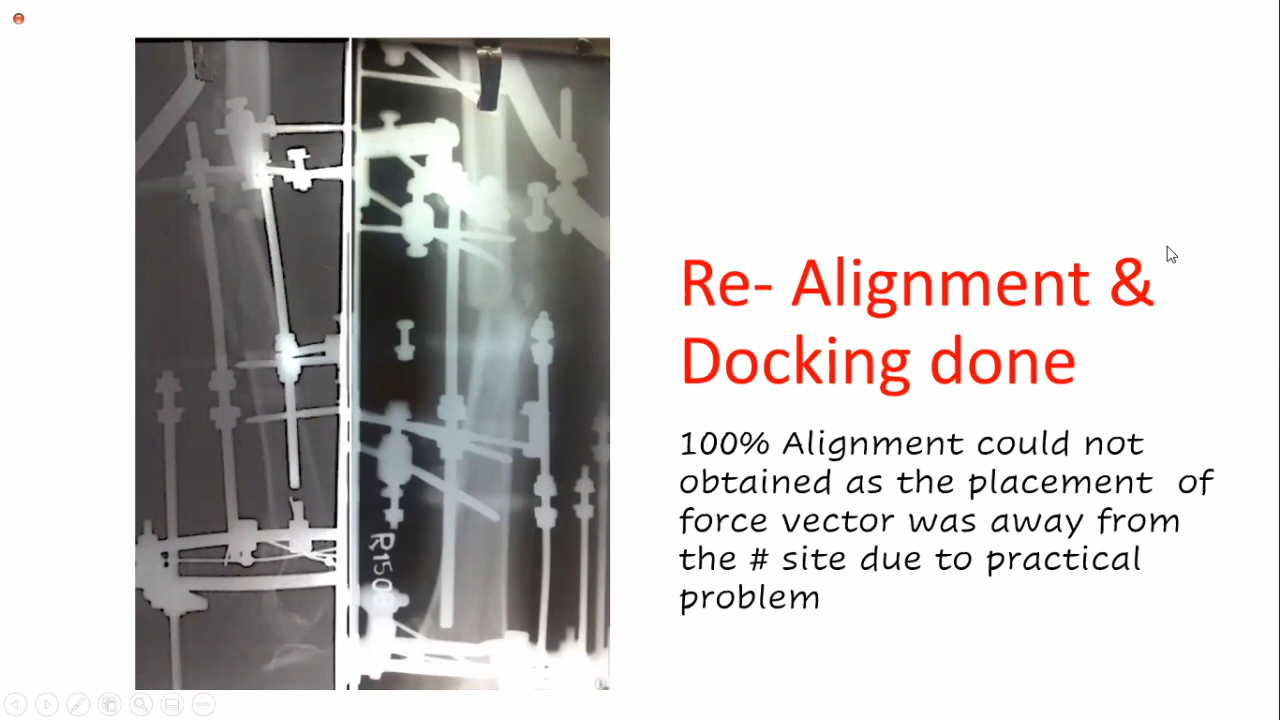 Re- Alignment &
Docking done
100% Alignment could not
obtained as the placement of
force vector was away from
the # site due to practical
problem